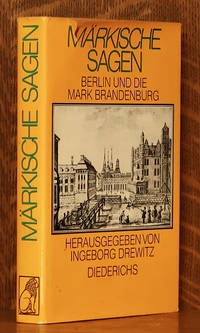 MÄRKISCHE
SAGEN
BERLIN UND DIE
MARK BRANDENBURG
HERAUSGEGEBEN VON
INGEBORG DREWITZ
DIEDERICHS
MÄRKISCHE SAGEN